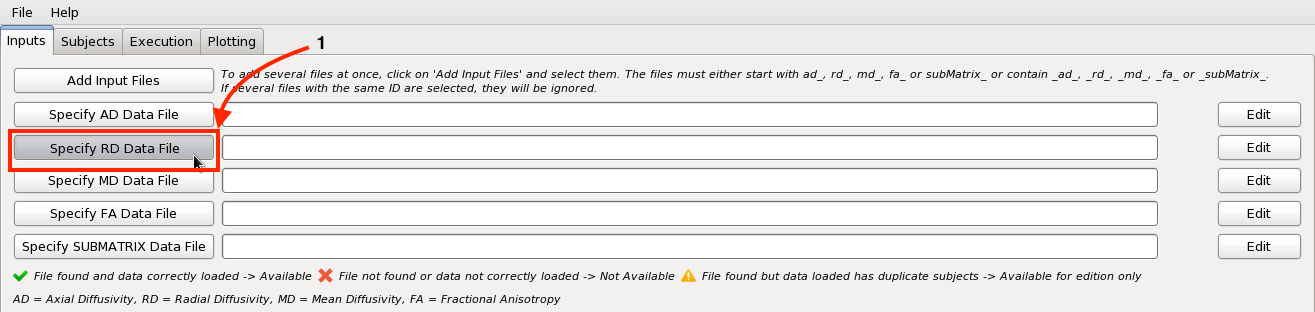 File Help
Inputs Subjects Execution Plotting 1
Add Input Files To add several files at once, click on 'Add Input Files' and select them. The files must either start with ad_, rd_, md_, fa_ or subMatrix_ or contain _ad_, _rd_, _md_, _fa_ or _subMatrix_.
If several files with the same ID are selected, they will be ignored.
Specify AD Data File Edit
Specify RD Data File Edit
Specify MD Data File Edit
Specify FA Data File Edit
Specify SUBMATRIX Data File Edit
File found and data correctly loaded -> Available File not found or data not correctly loaded -> Not Available File found but data loaded has duplicate subjects -> Available for edition only
AD = Axial Diffusivity, RD = Radial Diffusivity, MD = Mean Diffusivity, FA = Fractional Anisotropy